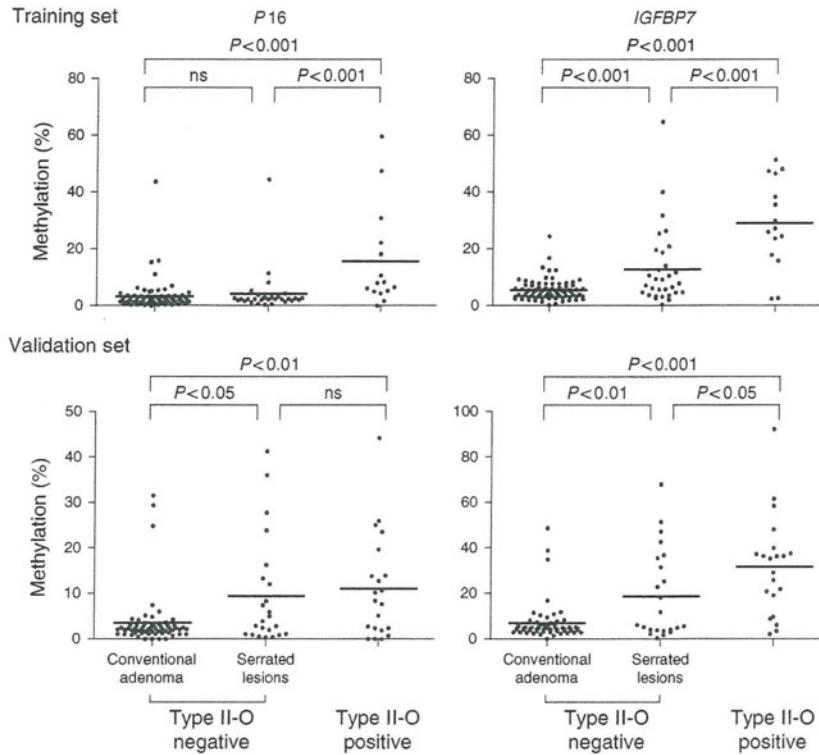 Training set
P16
IGFBP7
P<0.001
P<0.001
ns
P<0.001
P<0.001
P<0.001
80
60
40
20
0
Methylation (%)
80
60
40
20
0
Validation set
P<0.01
P<0.001
P<0.05
ns
P<0.01
P<0.05
50
40
30
20
10
0
Methylation (%)
100
80
60
40
20
0
Conventional adenoma
Serrated lesions
Conventional adenoma
Serrated lesions
Type II-O negative
Type II-O positive
Type II-O negative
Type II-O positive